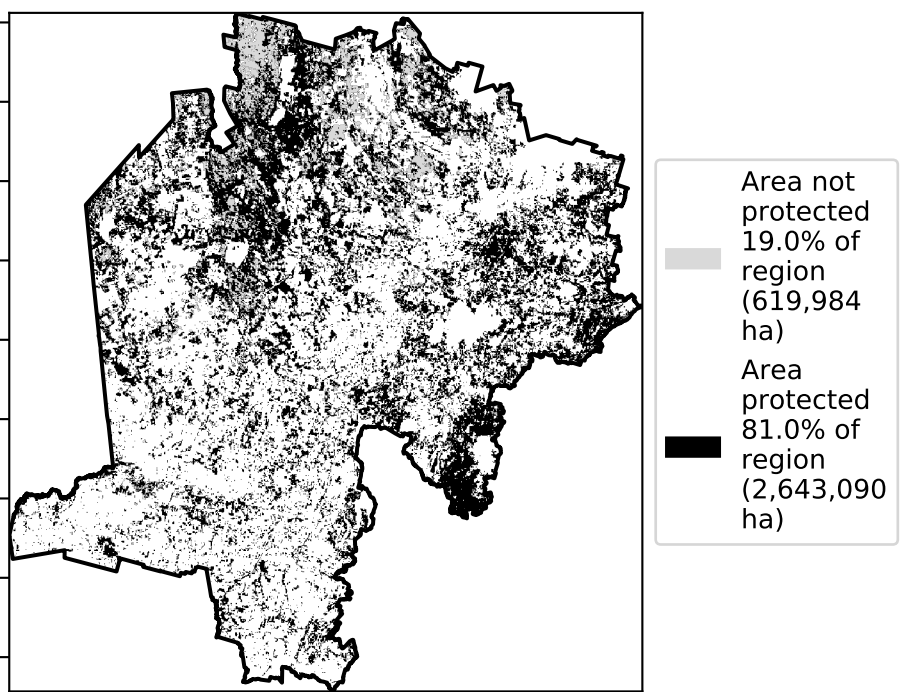 Area not
protected
19.0% of
region
(619,984
ha)
Area
protected
81.0% of
region
(2,643,090
ha)